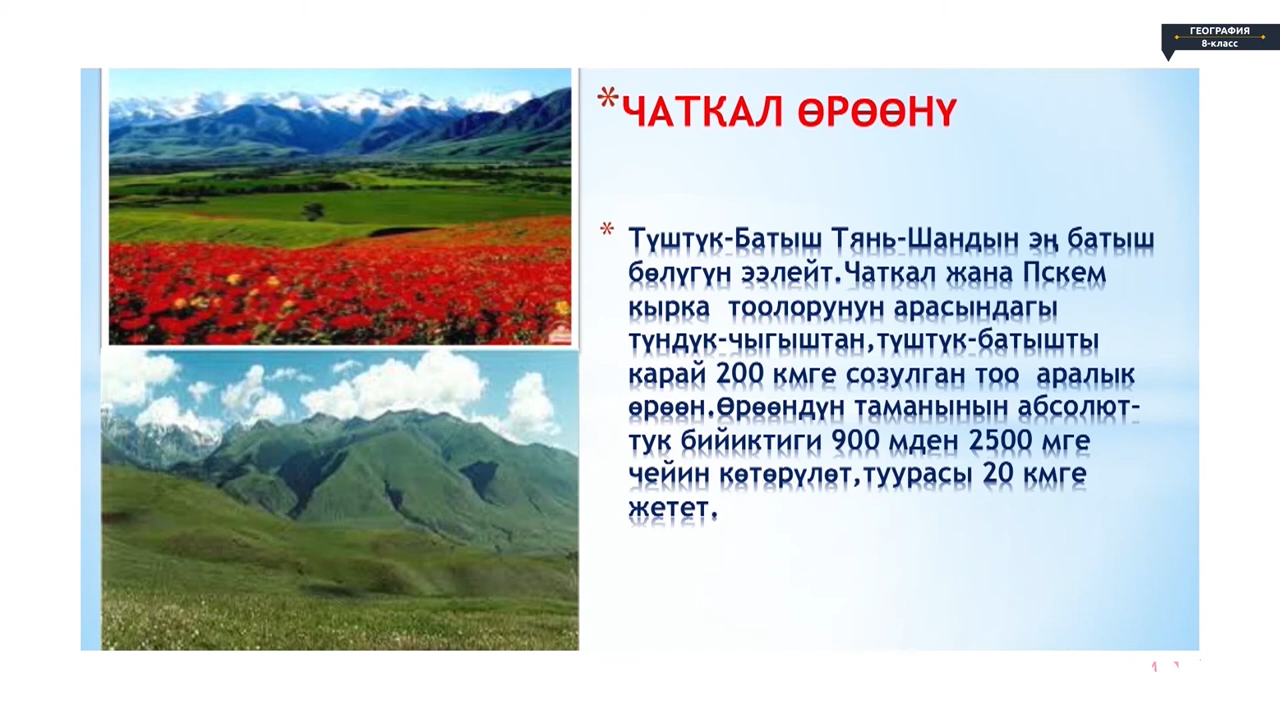 ГЕОГРАФИЯ
8-класс
*ЧАТКАЛ ӨРӨӨНҮ
* Түштүк-Батыш Тянь-Шандын эң батыш
бөлүгүн ээлейт.Чаткал жана Пскем
кырка тоолорунун арасындагы
түндүк-чыгыштан,түштүк-батышты
карай 200 кмге созулган тоо аралык
өрөөн.Өрөөндүн таманынын абсолют-
тук бийиктиги 900 мден 2500 мге
чейин көтөрүлөт,туурасы 20 кмге
жетет.